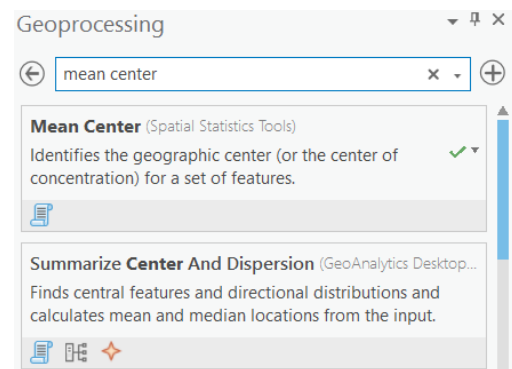 Geoprocessing
mean center
Mean Center (Spatial Statistics Tools)
Identifies the geographic center (or the center of
concentration) for a set of features.
Summarize Center And Dispersion (GeoAnalytics Desktop...
Finds central features and directional distributions and
calculates mean and median locations from the input.